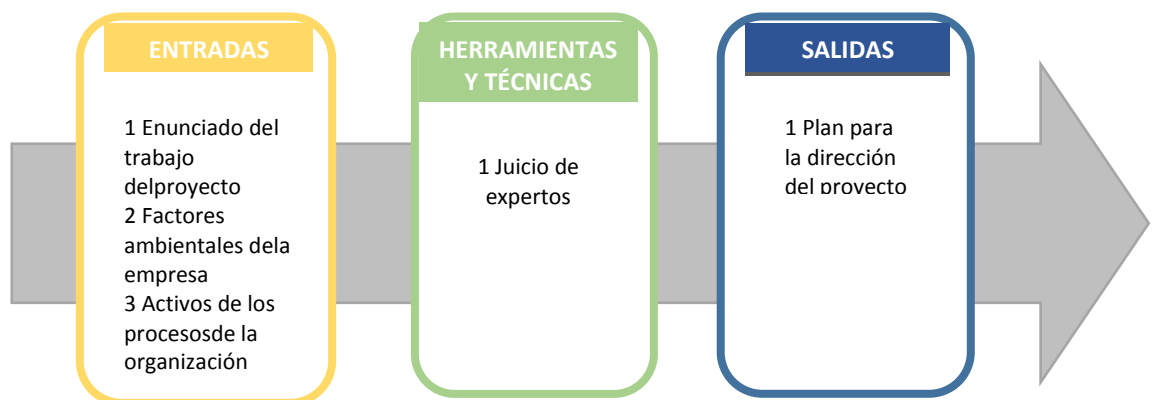 ENTRADAS
1 Enunciado del
trabajo
delproyecto
2 Factores
ambientales dela
empresa
3 Activos de los
procesosde la
organización
HERRAMIENTAS
Y TÉCNICAS
1 Juicio de
expertos
SALIDAS
1 Plan para
la dirección
del proyecto